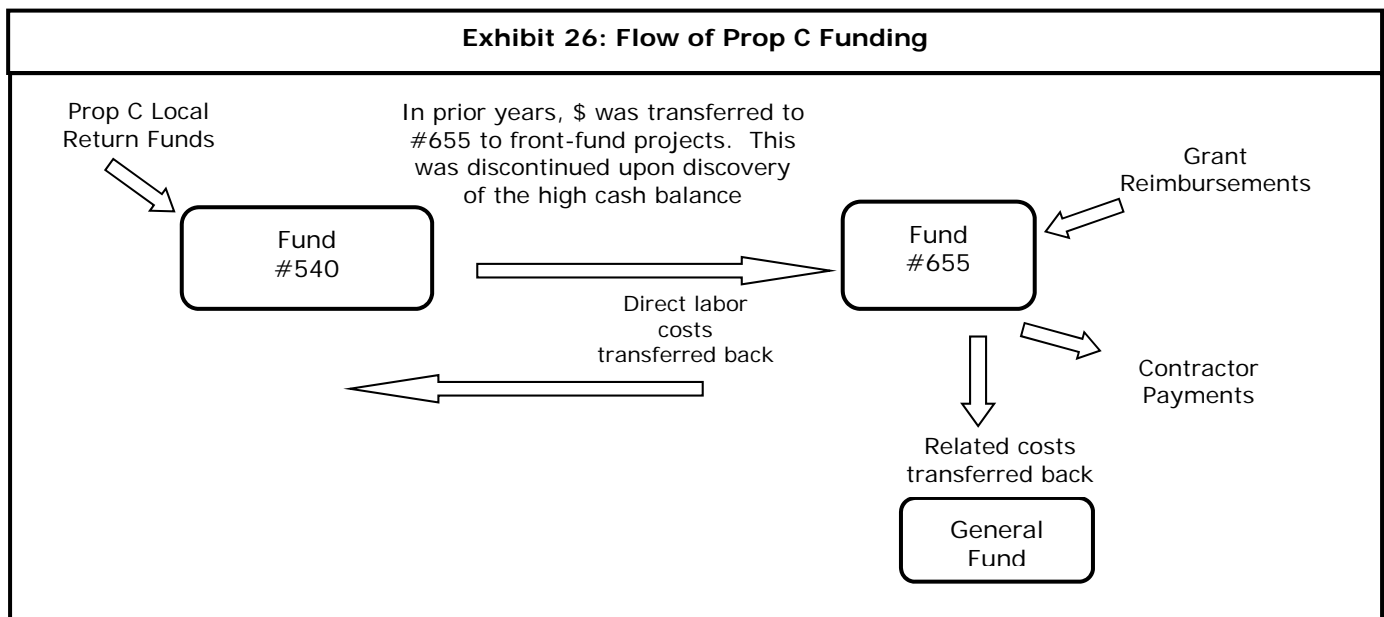 Exhibit 26: Flow of Prop C Funding
Prop C Local
Return Funds
In prior years, $ was transferred to
#655 to front-fund projects.  This
was discontinued upon discovery
of the high cash balance
Grant
Reimbursements
Fund
#540
Fund
#655
Direct labor
costs
transferred back
Contractor
Payments
Related costs
transferred back
General
Fund